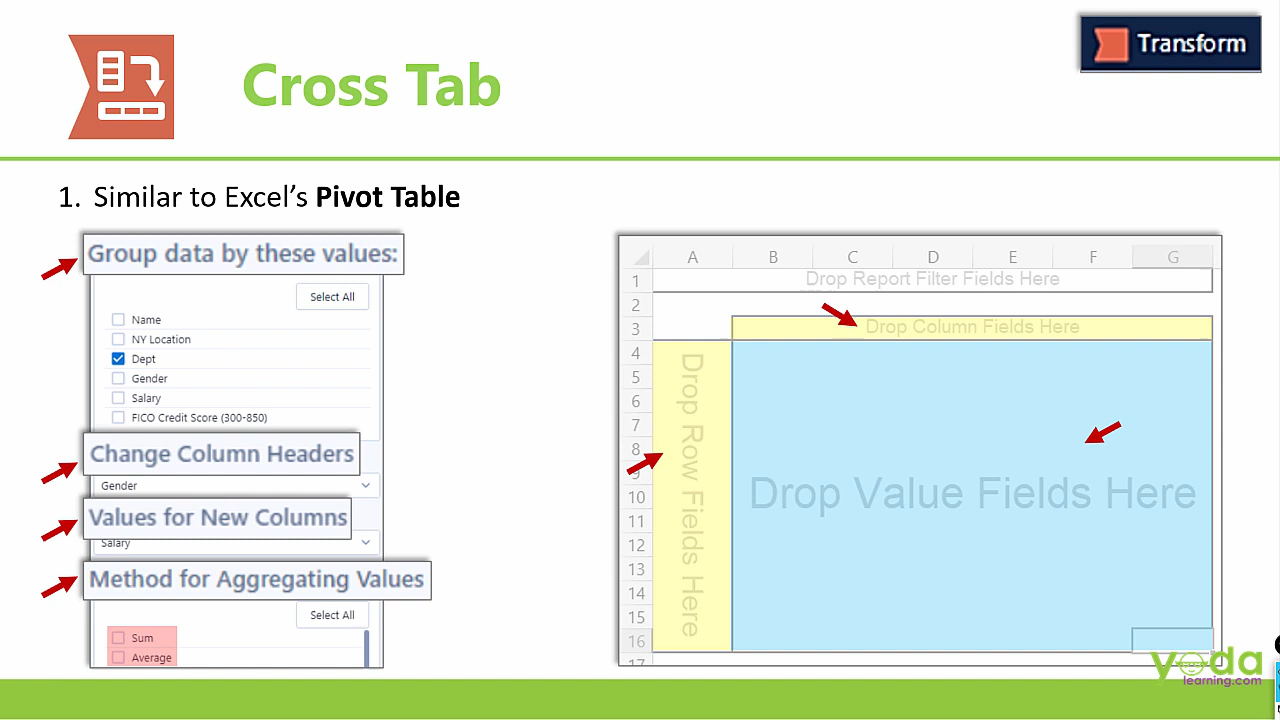 Transform
Cross Tab
1. Similar to Excel's Pivot Table
Group data by these values:
Select All
Name
NY Location
Dept
Gender
Salary
FICO Credit Score (300-850)
Change Column Headers
Gender
Values for New Columns
Salary
Method for Aggregating Values
Select All
Sum
Average
A B C D E F G
1 Drop Report Filter Fields Here
2
3 Drop Column Fields Here
4
5
6
7
8
9
10
11
12
13
14
15
16
17
Drop Row Fields Here
Drop Value Fields Here
yoda
learning.com